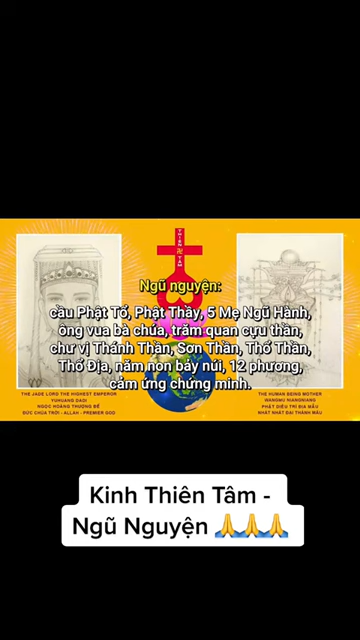 THIÊN
TÂM
Ngũ nguyện:
cầu Phật Tổ, Phật Thầy, 5 Mẹ Ngũ Hành,
ông vua bà chúa, trăm quan cựu thần,
chư vị Thánh Thần, Sơn Thần, Thổ Thần,
Thổ Địa, năm non bảy núi, 12 phương,
cảm ứng chứng minh.
THE JADE LORD THE HIGHEST EMPEROR
YUHUANG DADI
NGỌC HOÀNG THƯỢNG ĐẾ
ĐỨC CHÚA TRỜI - ALLAH - PREMIER GOD
THE HUMAN BEING MOTHER
WANGMU NIANGNIANG
PHẬT DIÊU TRÌ ĐỊA MẪU
NHẤT NHẤT ĐẠI THÁNH MẪU
Kinh Thiên Tâm -
Ngũ Nguyện 🙏🙏🙏